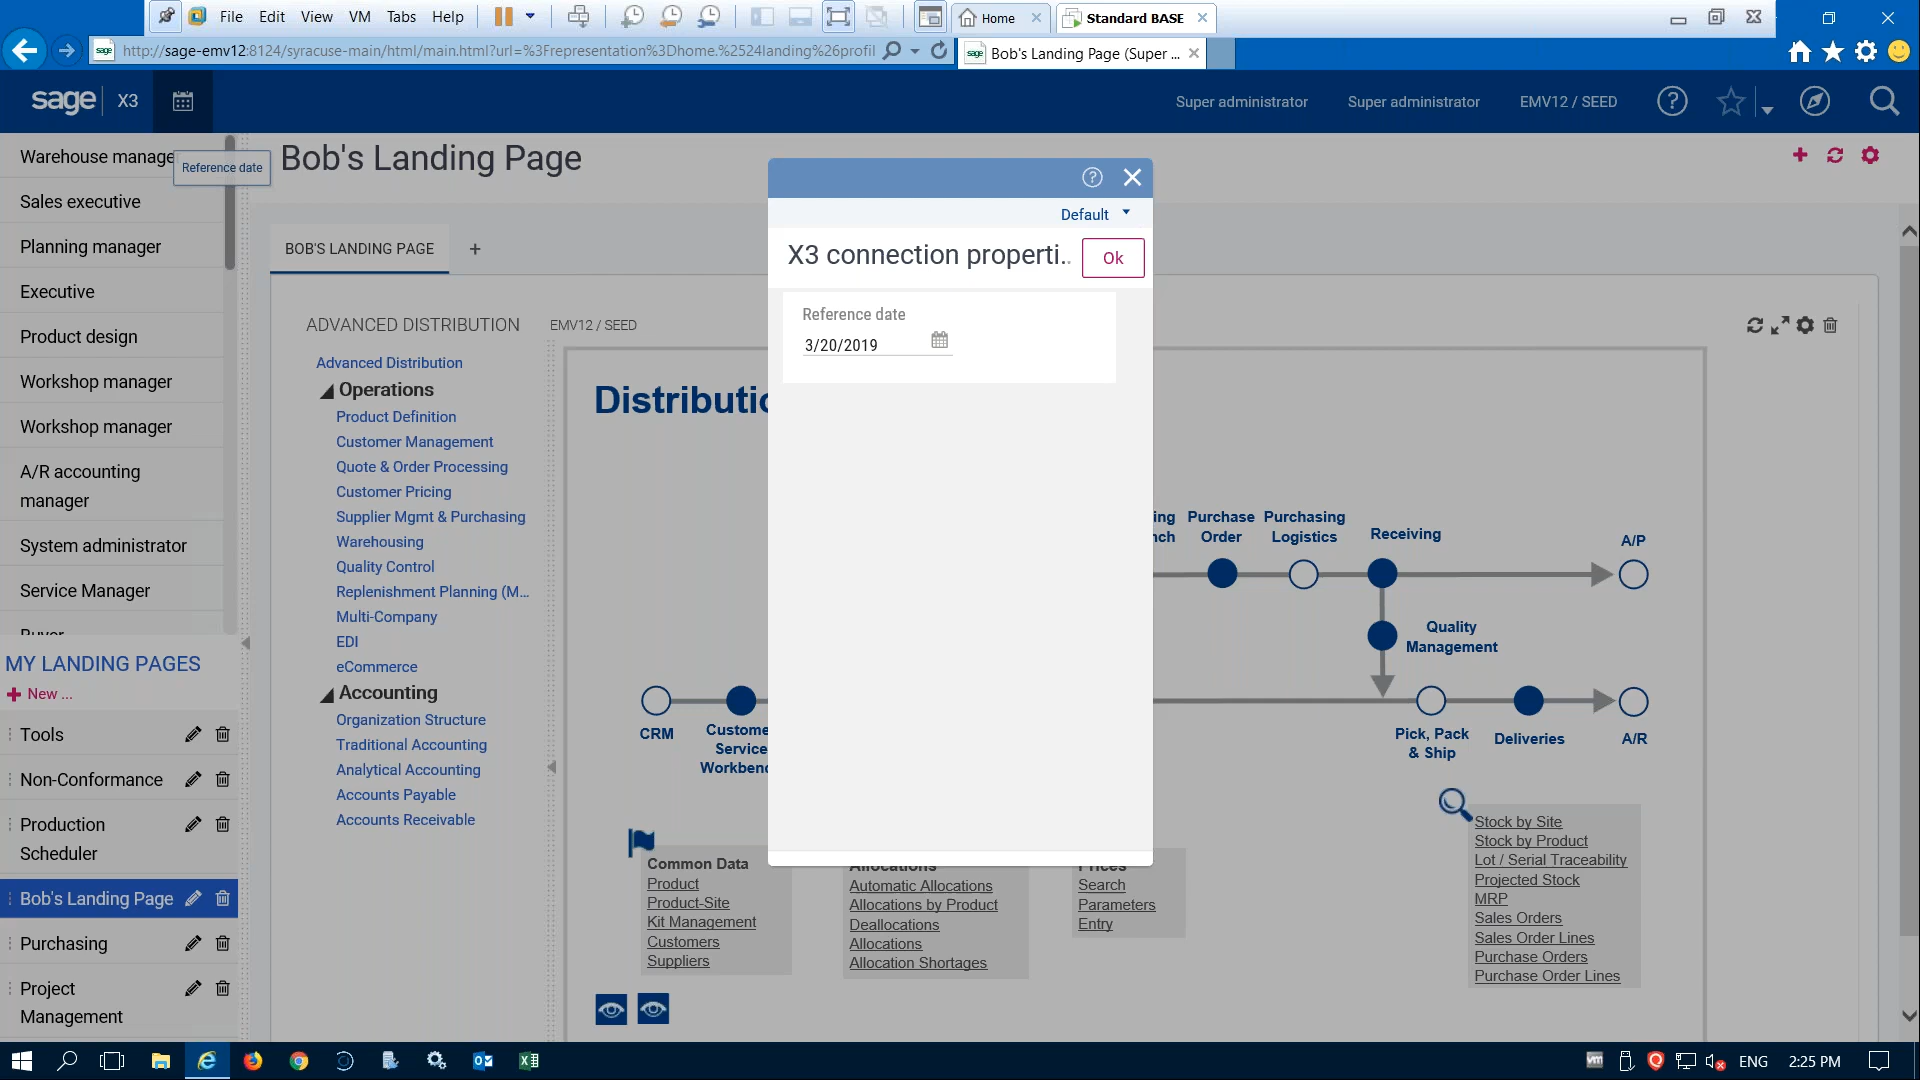 File Edit View VM Tabs Help
Home
Standard BASE
http://sage-emv12:8124/syracuse-main/html/main.html?url=%3Frepresentation%3Dhome.%2524landing%26profil
sage Bob's Landing Page (Super ...
sage X3
Super administrator Super administrator EMV12 / SEED
Reference date
Bob's Landing Page
Warehouse manage
Sales executive
Planning manager
Executive
Product design
Workshop manager
Workshop manager
A/R accounting
manager
System administrator
Service Manager
Buyer
MY LANDING PAGES
New ...
Tools
Non-Conformance
Production
Scheduler
Bob's Landing Page
Purchasing
Project
Management
BOB'S LANDING PAGE +
ADVANCED DISTRIBUTION EMV12 / SEED
Advanced Distribution
Operations
Product Definition
Customer Management
Quote & Order Processing
Customer Pricing
Supplier Mgmt & Purchasing
Warehousing
Quality Control
Replenishment Planning (M...
Multi-Company
EDI
eCommerce
Accounting
Organization Structure
Traditional Accounting
Analytical Accounting
Accounts Payable
Accounts Receivable
Default
X3 connection properti...
Ok
Reference date
3/20/2019
Distributio
ing
nch
Purchase
Order
Purchasing
Logistics
Receiving
A/P
Quality
Management
CRM
Custome
Service
Workbend
Pick, Pack
& Ship
Deliveries
A/R
Common Data
Product
Product-Site
Kit Management
Customers
Suppliers
Allocations
Automatic Allocations
Allocations by Product
Deallocations
Allocations
Allocation Shortages
Prices
Search
Parameters
Entry
Stock by Site
Stock by Product
Lot / Serial Traceability
Projected Stock
MRP
Sales Orders
Sales Order Lines
Purchase Orders
Purchase Order Lines
ENG 2:25 PM